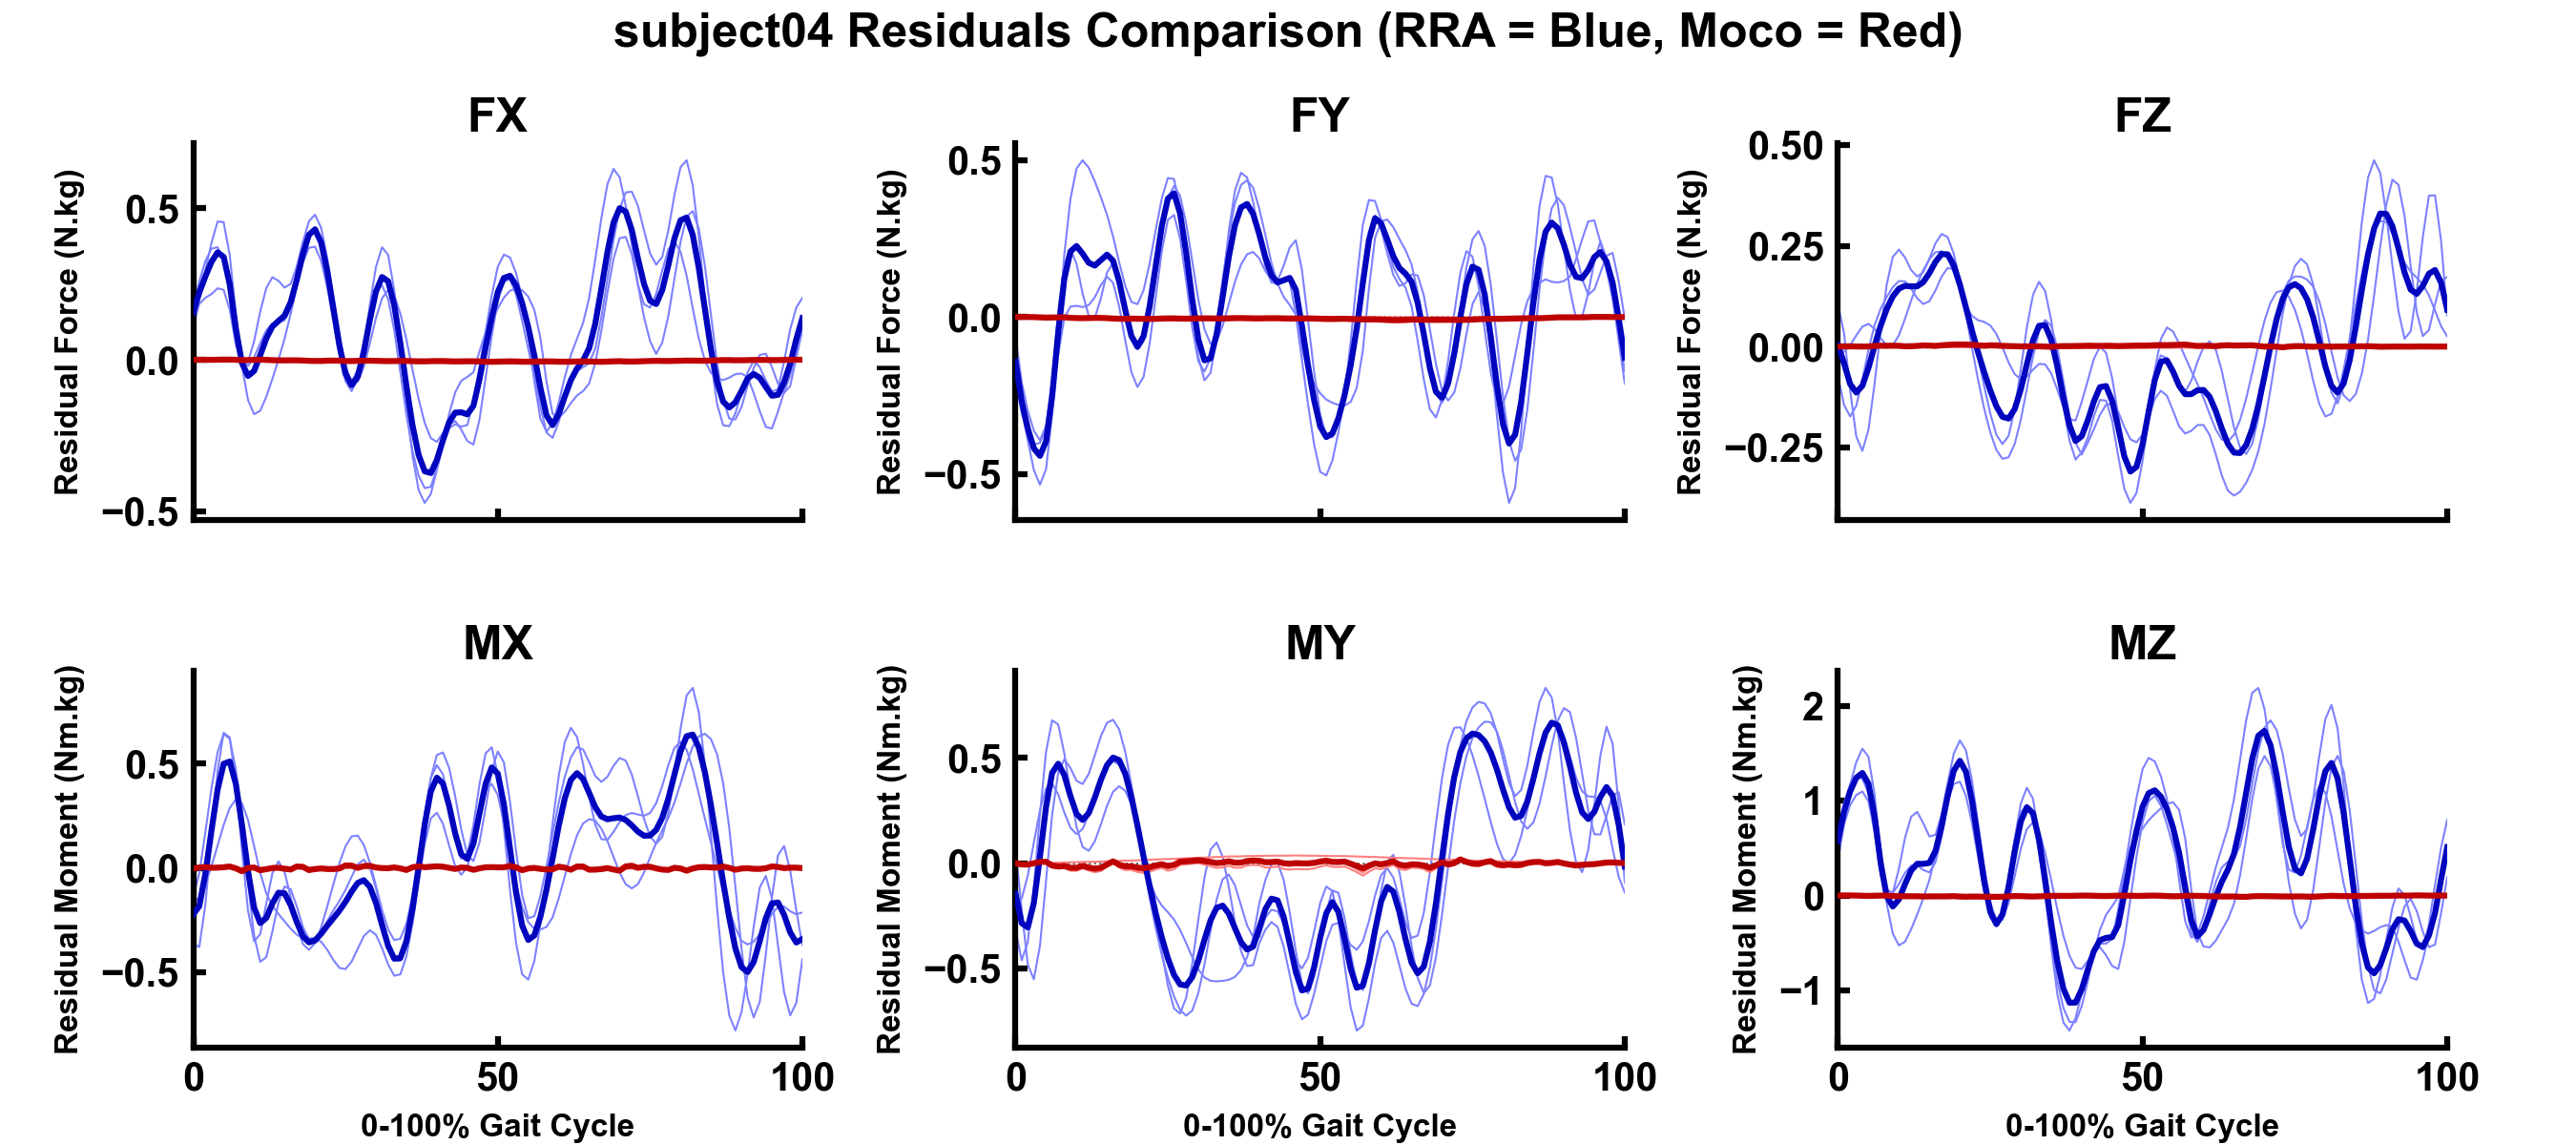 subject04 Residuals Comparison (RRA = Blue, Moco = Red)
FX
FY
FZ
Residual Force (N.kg)
0.5
0.0
−0.5
Residual Force (N.kg)
0.5
0.0
−0.5
Residual Force (N.kg)
0.50
0.25
0.00
−0.25
MX
MY
MZ
Residual Moment (Nm.kg)
0.5
0.0
−0.5
Residual Moment (Nm.kg)
0.5
0.0
−0.5
Residual Moment (Nm.kg)
2
1
0
−1
0 50 100
0 50 100
0 50 100
0-100% Gait Cycle
0-100% Gait Cycle
0-100% Gait Cycle